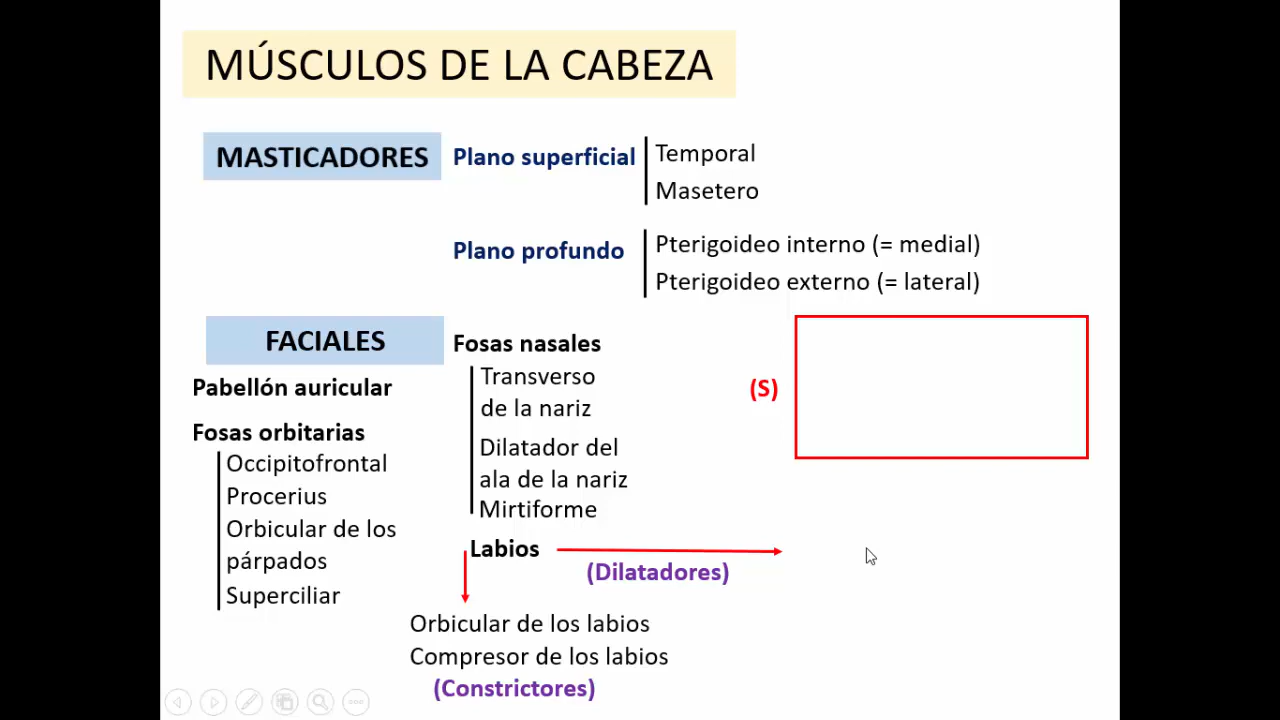 MÚSCULOS DE LA CABEZA
MASTICADORES
Plano superficial
Temporal
Masetero
Plano profundo
Pterigoideo interno (= medial)
Pterigoideo externo (= lateral)
FACIALES
Pabellón auricular
Fosas orbitarias
Occipitofrontal
Procerius
Orbicular de los
párpados
Superciliar
Fosas nasales
Transverso
de la nariz
Dilatador del
ala de la nariz
Mirtiforme
Labios
(Dilatadores)
Orbicular de los labios
Compresor de los labios
(Constrictores)
(S)